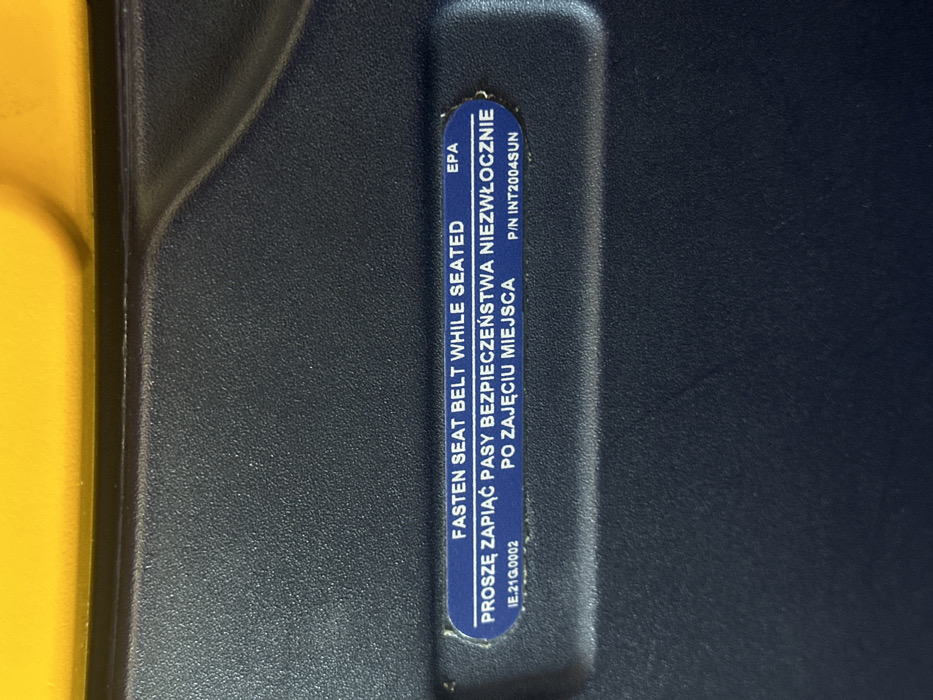 FASTEN SEAT BELT WHILE SEATED EPA
PROSZĘ ZAPIĄĆ PASY BEZPIECZEŃSTWA NIEZWŁOCZNIE
IE.21G.0002 PO ZAJĘCIU MIEJSCA P/N INT2004SUN